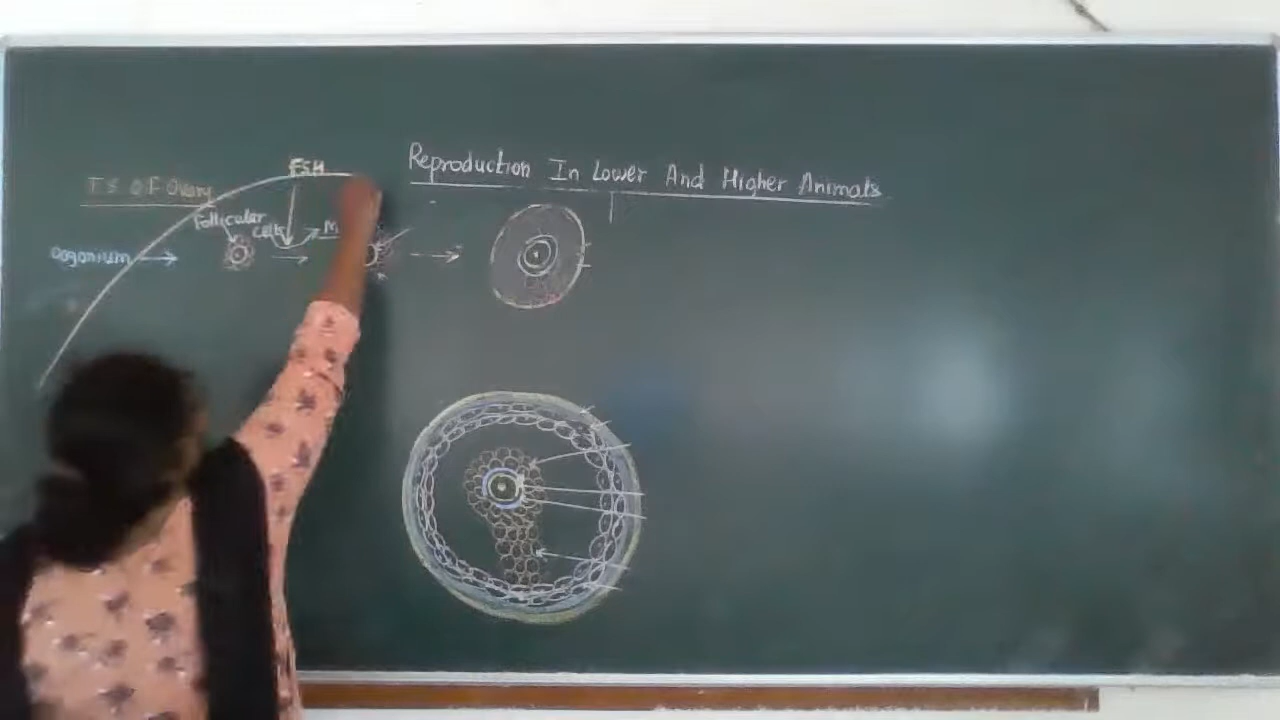 Reproduction In Lower And Higher Animals
T.S OF Ovary
FSH
Follicular
cells
M
Oogonium